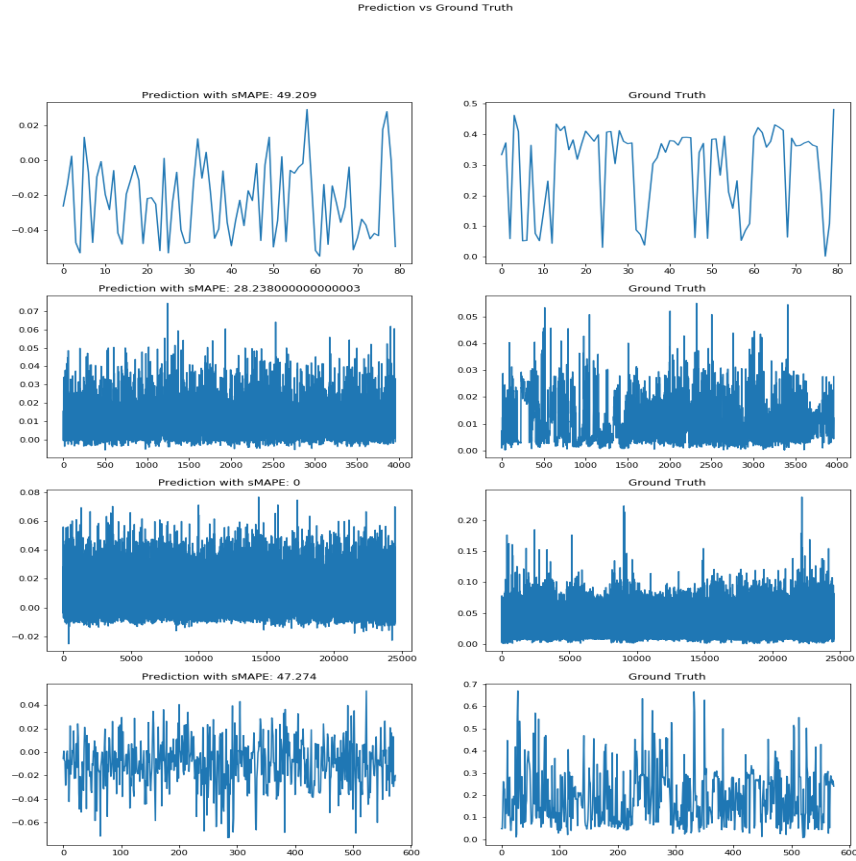 Prediction vs Ground Truth
Prediction with sMAPE: 49.209
0.02
0.00
−0.02
−0.04
0 10 20 30 40 50 60 70 80
Ground Truth
0.5
0.4
0.3
0.2
0.1
0.0
0 10 20 30 40 50 60 70 80
Prediction with sMAPE: 28.238000000000003
0.07
0.06
0.05
0.04
0.03
0.02
0.01
0.00
0 500 1000 1500 2000 2500 3000 3500 4000
Ground Truth
0.05
0.04
0.03
0.02
0.01
0.00
0 500 1000 1500 2000 2500 3000 3500 4000
Prediction with sMAPE: 0
0.08
0.06
0.04
0.02
0.00
−0.02
0 5000 10000 15000 20000 25000
Ground Truth
0.20
0.15
0.10
0.05
0.00
0 5000 10000 15000 20000 25000
Prediction with sMAPE: 47.274
0.04
0.02
0.00
−0.02
−0.04
−0.06
0 100 200 300 400 500 600
Ground Truth
0.7
0.6
0.5
0.4
0.3
0.2
0.1
0.0
0 100 200 300 400 500 600